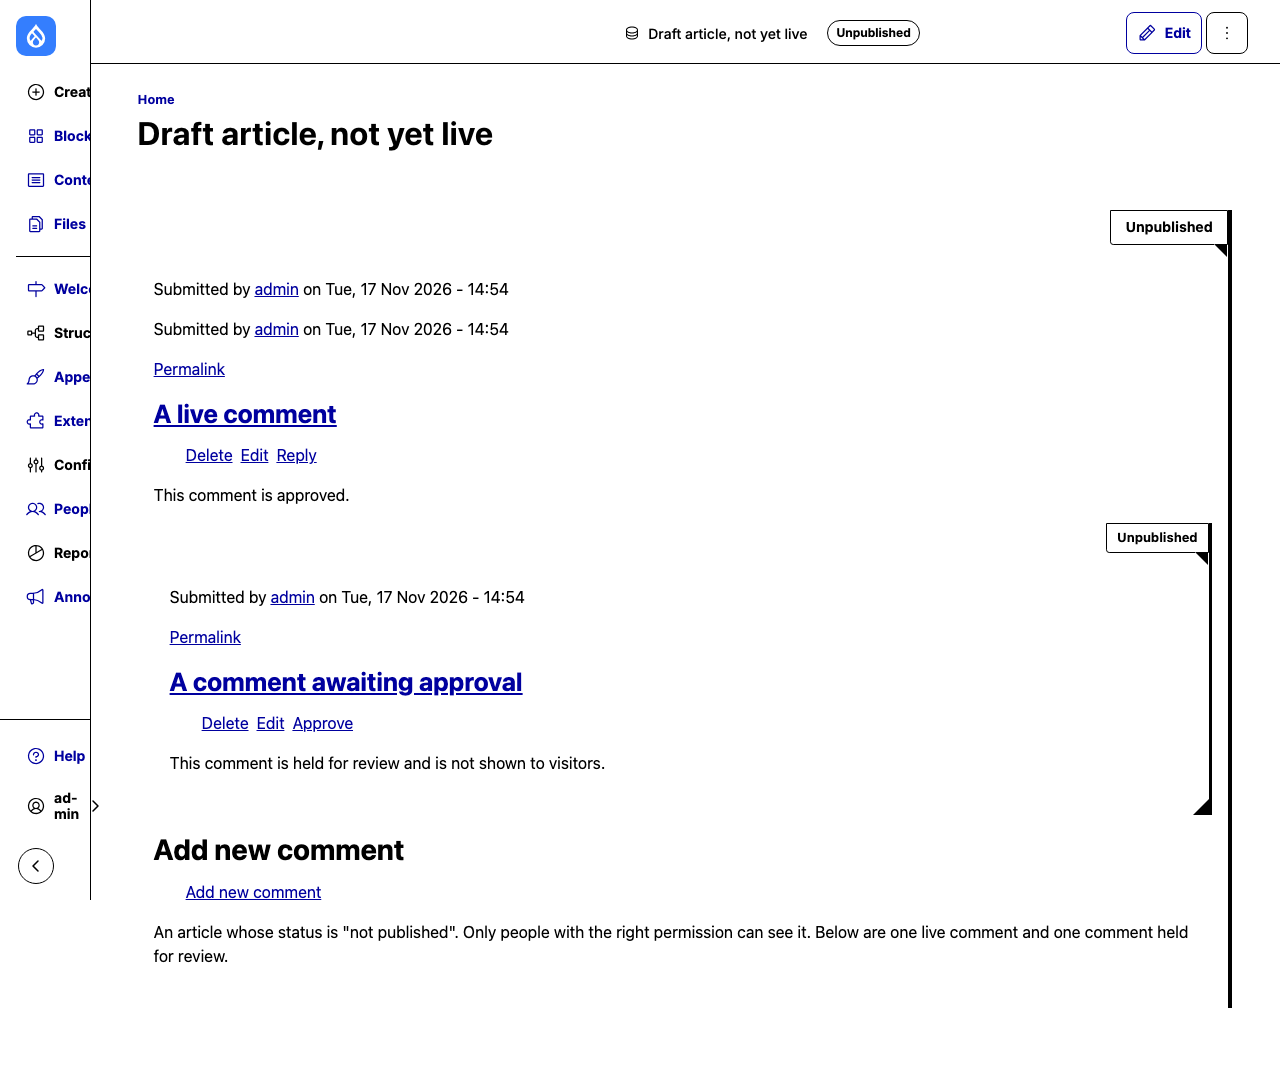 Draft article, not yet live
Unpublished
Edit
Creat
Block
Conte
Files
Welco
Struc
Appe
Exten
Confi
Peopl
Repor
Anno
Help
ad-
min
Home
Draft article, not yet live
Unpublished
Submitted by admin on Tue, 17 Nov 2026 - 14:54
Submitted by admin on Tue, 17 Nov 2026 - 14:54
Permalink
A live comment
Delete Edit Reply
This comment is approved.
Unpublished
Submitted by admin on Tue, 17 Nov 2026 - 14:54
Permalink
A comment awaiting approval
Delete Edit Approve
This comment is held for review and is not shown to visitors.
Add new comment
Add new comment
An article whose status is "not published". Only people with the right permission can see it. Below are one live comment and one comment held
for review.